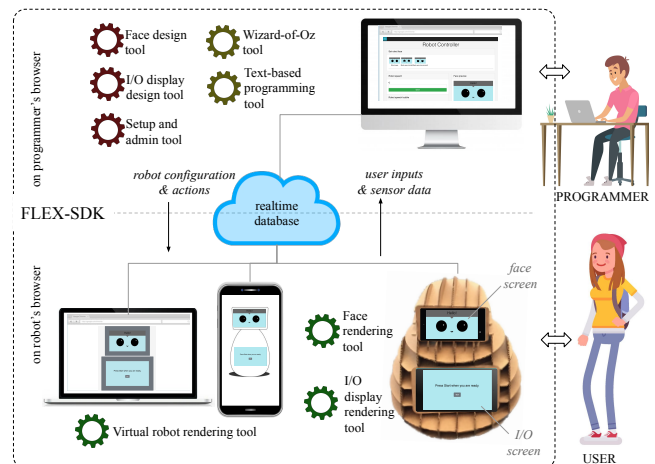 on programmer's browser
Face design
tool
Wizard-of-Oz
tool
I/O display
design tool
Text-based
programming
tool
Setup and
admin tool
Robot Controller
PROGRAMMER
robot configuration
& actions
user inputs
& sensor data
FLEX-SDK
realtime
database
on robot's browser
face
screen
Face
rendering
tool
I/O
display
rendering
tool
Press Start when you are ready.
I/O
screen
Virtual robot rendering tool
USER